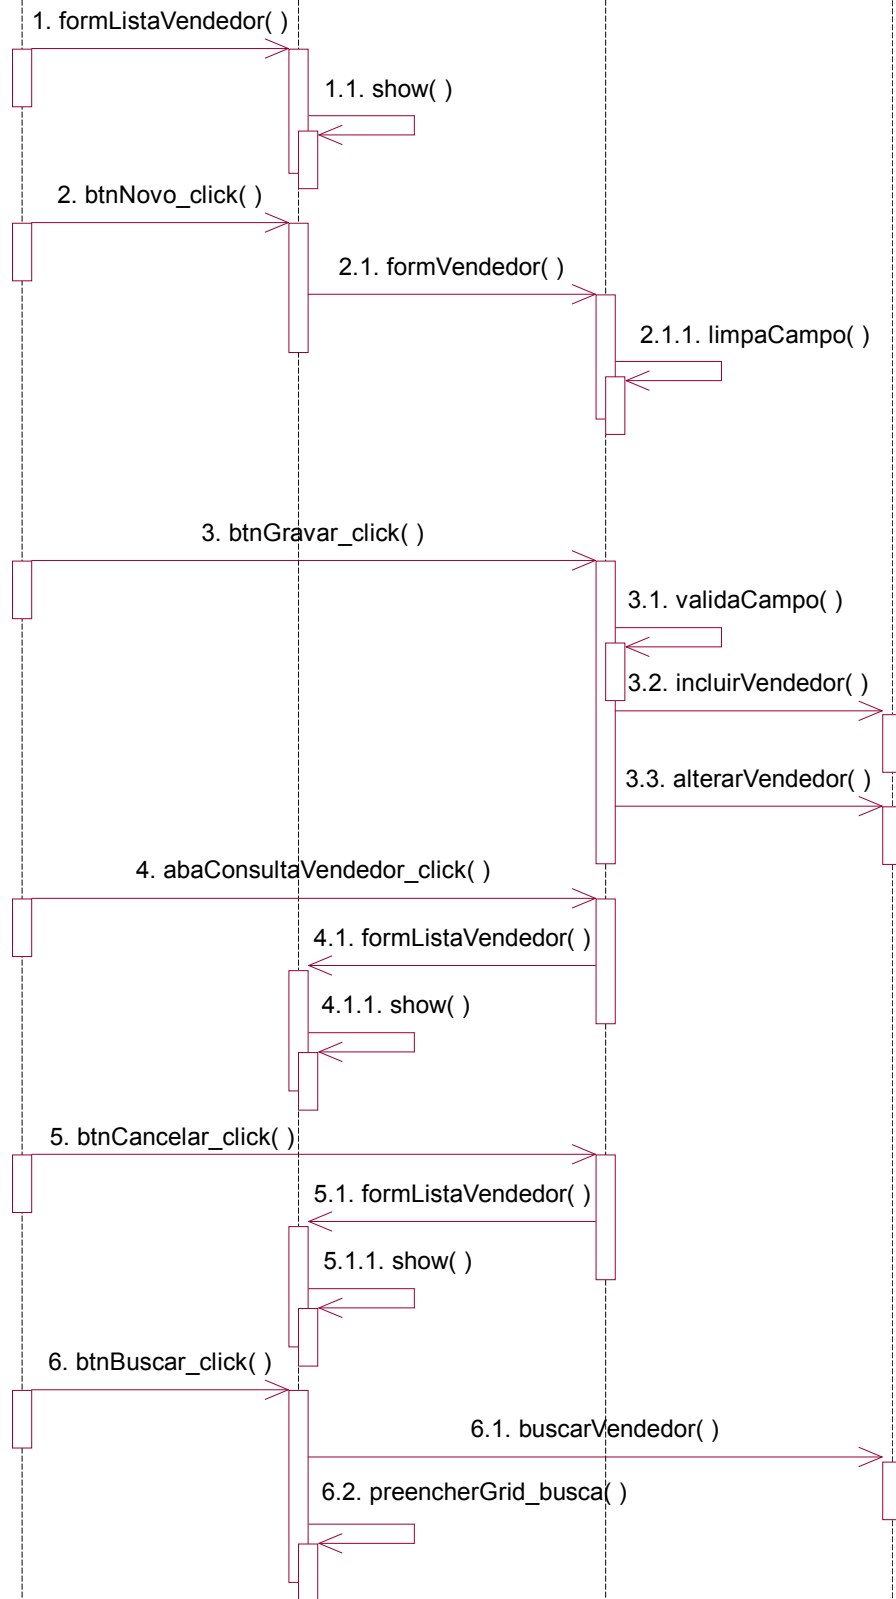 1. formListaVendedor( )
1.1. show( )
2. btnNovo_click( )
2.1. formVendedor( )
2.1.1. limpaCampo( )
3. btnGravar_click( )
3.1. validaCampo( )
3.2. incluirVendedor( )
3.3. alterarVendedor( )
4. abaConsultaVendedor_click( )
4.1. formListaVendedor( )
4.1.1. show( )
5. btnCancelar_click( )
5.1. formListaVendedor( )
5.1.1. show( )
6. btnBuscar_click( )
6.1. buscarVendedor( )
6.2. preencherGrid_busca( )